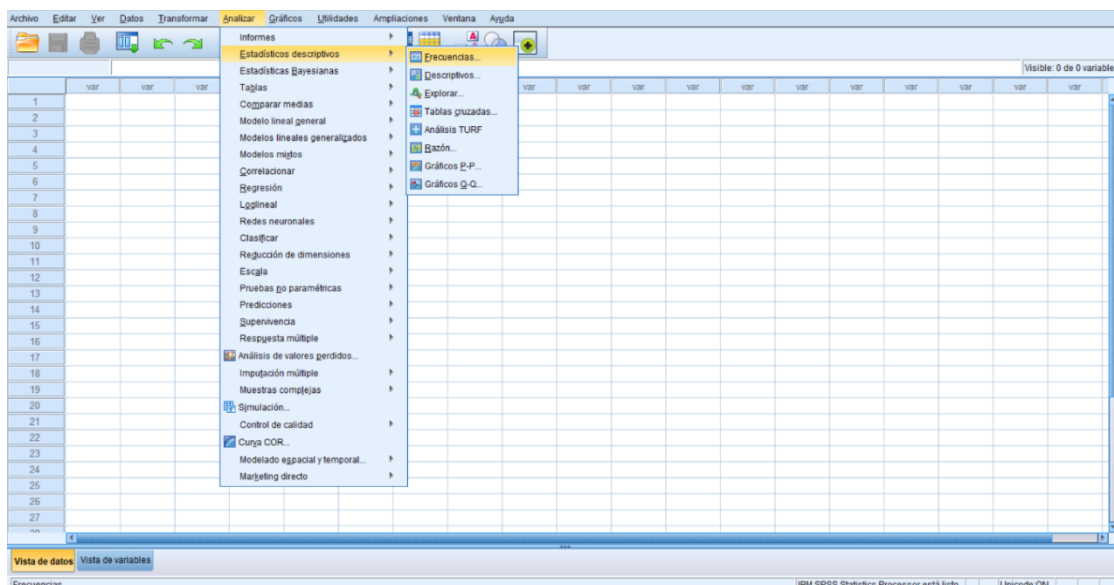 Archivo Editar Ver Datos Transformar Analizar Gráficos Utilidades Ampliaciones Ventana Ayuda
Informes
Estadísticos descriptivos
Estadísticas Bayesianas
Tablas
Comparar medias
Modelo lineal general
Modelos lineales generalizados
Modelos mixtos
Correlacionar
Regresión
Loglineal
Redes neuronales
Clasificar
Reducción de dimensiones
Escala
Pruebas no paramétricas
Predicciones
Supervivencia
Respuesta múltiple
Análisis de valores perdidos...
Imputación múltiple
Muestras complejas
Simulación...
Control de calidad
Curva COR...
Modelado espacial y temporal...
Marketing directo
Frecuencias...
Descriptivos...
Explorar...
Tablas cruzadas...
Análisis TURF
Razón...
Gráficos P-P...
Gráficos Q-Q...
Visible: 0 de 0 variable
var var var var var var var var var var var var
1
2
3
4
5
6
7
8
9
10
11
12
13
14
15
16
17
18
19
20
21
22
23
24
25
26
27
Vista de datos Vista de variables
Frecuencias IBM SPSS Statistics Processor está listo Unicode:ON